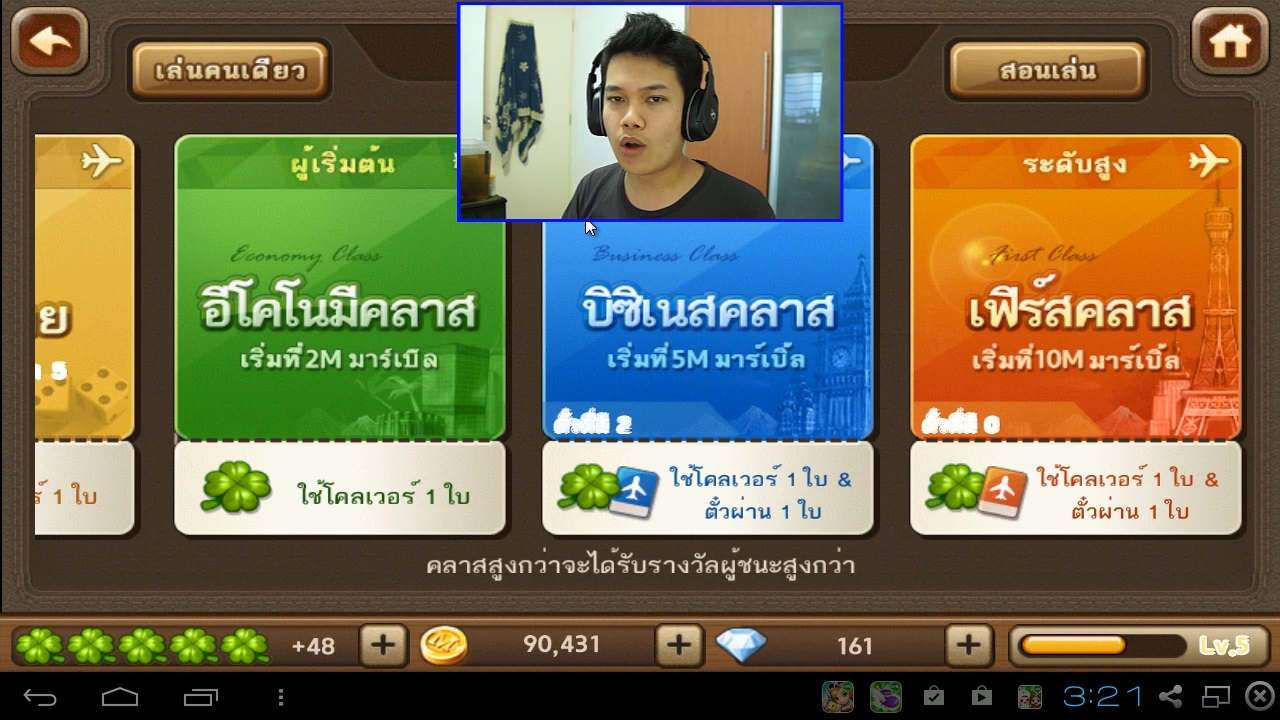 เล่นคนเดียว
สอนเล่น
ย
5
ร์ 1 ใบ
ผู้เริ่มต้น
Economy Class
อีโคโนมีคลาส
เริ่มที่ 2M มาร์เบิล
ใช้โคลเวอร์ 1 ใบ
Business Class
บิซิเนสคลาส
เริ่มที่ 5M มาร์เบิ้ล
2
ใช้โคลเวอร์ 1 ใบ &
ตั๋วผ่าน 1 ใบ
ระดับสูง
First Class
เฟิร์สคลาส
เริ่มที่ 10M มาร์เบิ้ล
0
ใช้โคลเวอร์ 1 ใบ &
ตั๋วผ่าน 1 ใบ
คลาสสูงกว่าจะได้รับรางวัลผู้ชนะสูงกว่า
+48
90,431
161
Lv.5
3:21